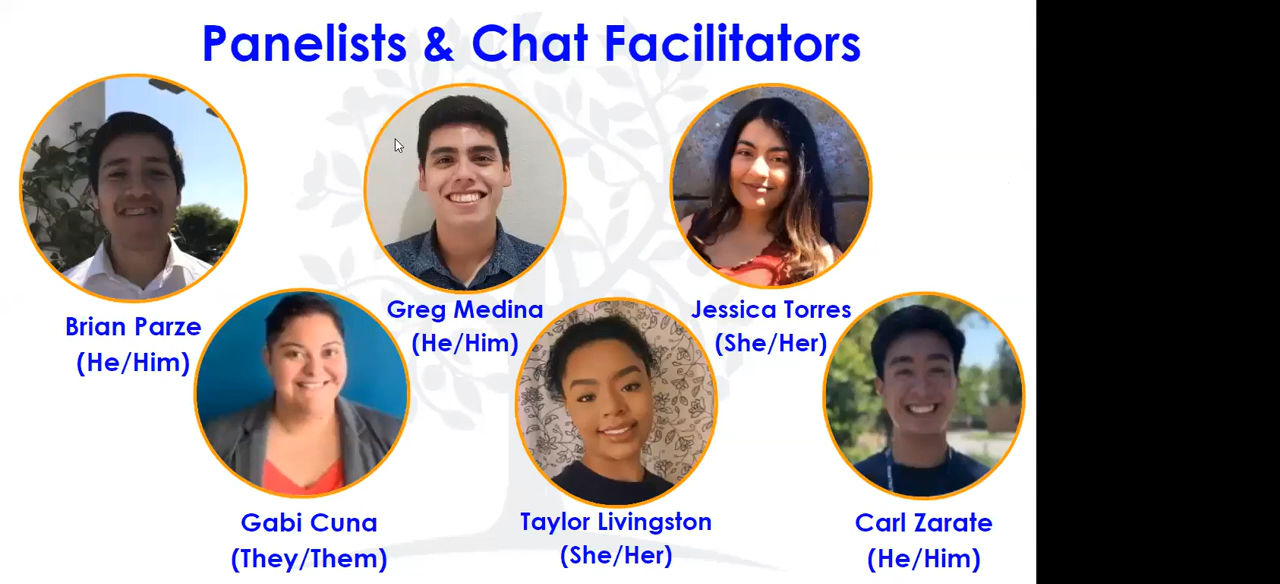 Panelists & Chat Facilitators
Brian Parze
(He/Him)
Greg Medina
(He/Him)
Jessica Torres
(She/Her)
Gabi Cuna
(They/Them)
Taylor Livingston
(She/Her)
Carl Zarate
(He/Him)